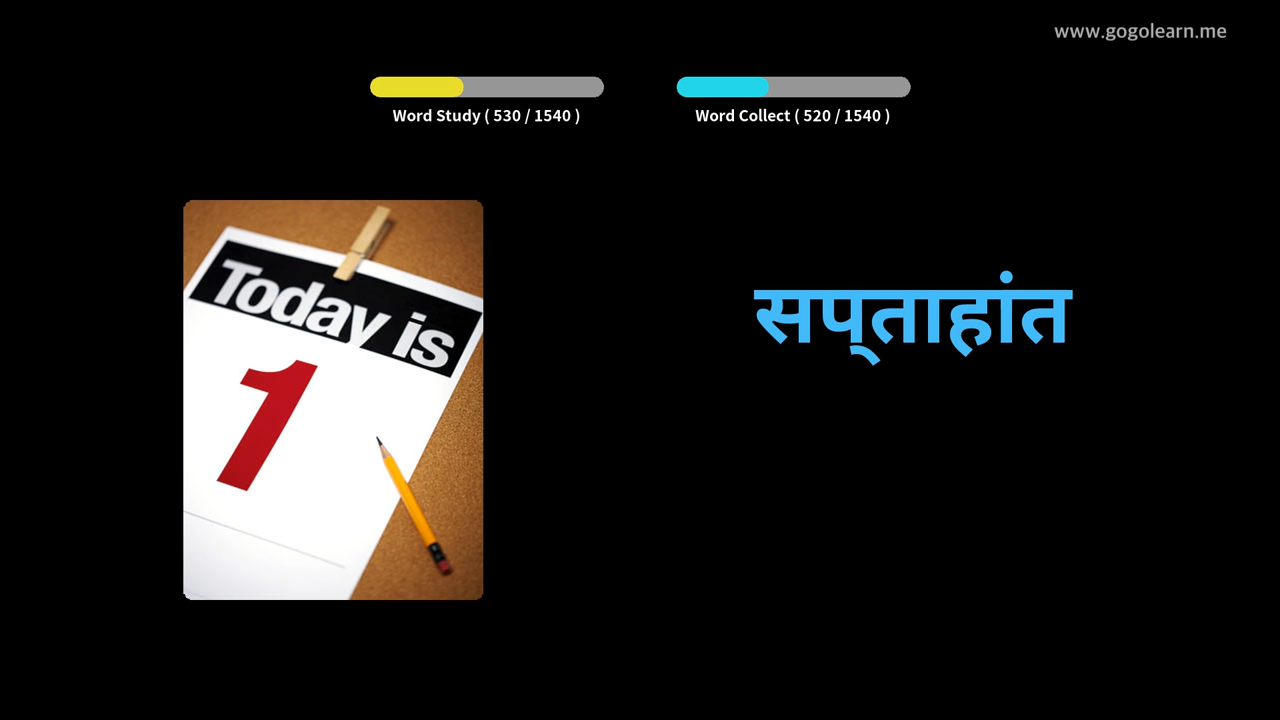 www.gogolearn.me
Word Study ( 530 / 1540 )
Word Collect ( 520 / 1540 )
Today is
1
सप्ताहांत